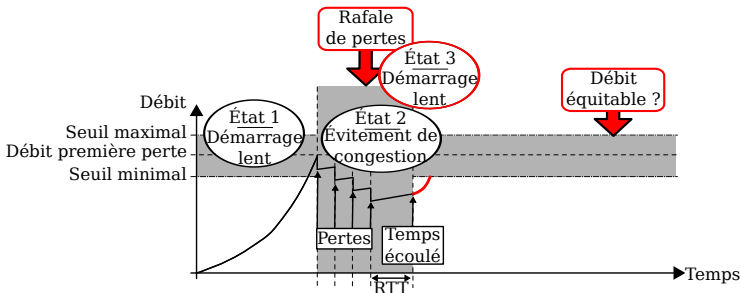 Rafale
de pertes
État 3
Démarrage
lent
Débit
équitable ?
Débit
État 1
Démarrage
lent
État 2
Évitement de
congestion
Seuil maximal
Débit première perte
Seuil minimal
Pertes
Temps
écoulé
RTT
Temps